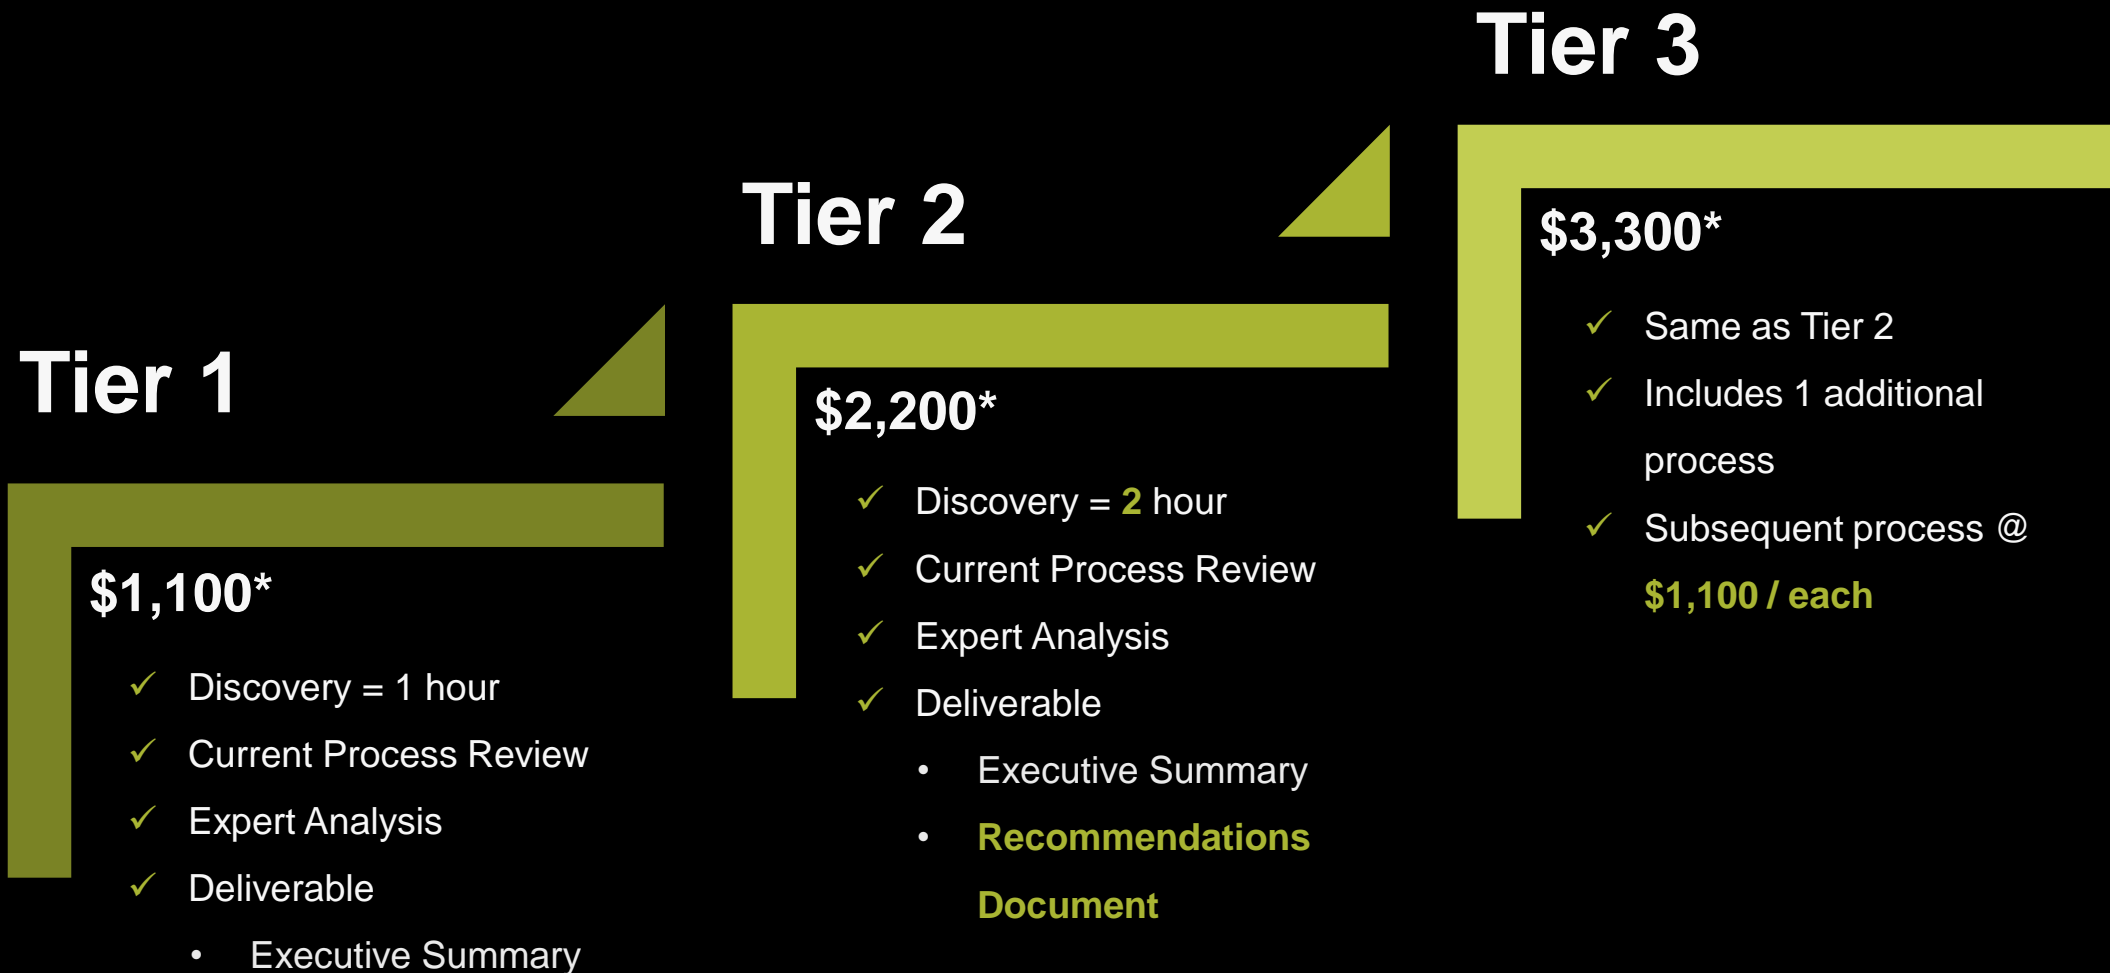 Tier 1
$1,100*
✓ Discovery = 1 hour
✓ Current Process Review
✓ Expert Analysis
✓ Deliverable
• Executive Summary
Tier 2
$2,200*
✓ Discovery = 2 hour
✓ Current Process Review
✓ Expert Analysis
✓ Deliverable
• Executive Summary
• Recommendations
Document
Tier 3
$3,300*
✓ Same as Tier 2
✓ Includes 1 additional
process
✓ Subsequent process @
$1,100 / each